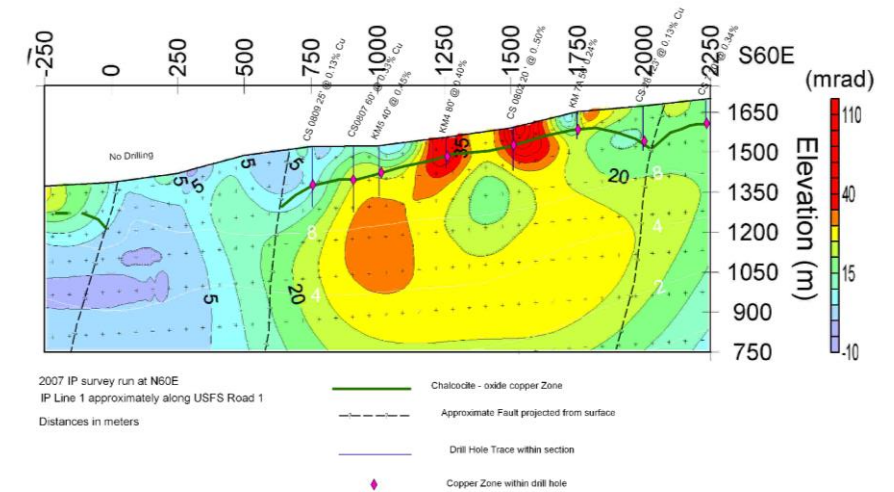 -250
0
250
500
750
1000
1250
1500
1750
2000
2250
S60E
CS 0809 25' @ 0.13% Cu
CS0807 60' @ 0.33% Cu
KM5 40' @ 0.45%
KM4 80' @ 0.40%
CS 0802 20' @ 0..50%
KM 7A 50' 0.24%
@ 0.13% Cu
@ 0.34%
(mrad)
110
40
15
-10
1650
1500
1350
1200
1050
900
750
Elevation (m)
No Drilling
5
5
5
5
5
5
20
20
35
8
8
4
4
2
2007 IP survey run at N60E
IP Line 1 approximately along USFS Road 1
Distances in meters
Chalcocite - oxide copper Zone
Approximate Fault projected from surface
Drill Hole Trace within section
Copper Zone within drill hole